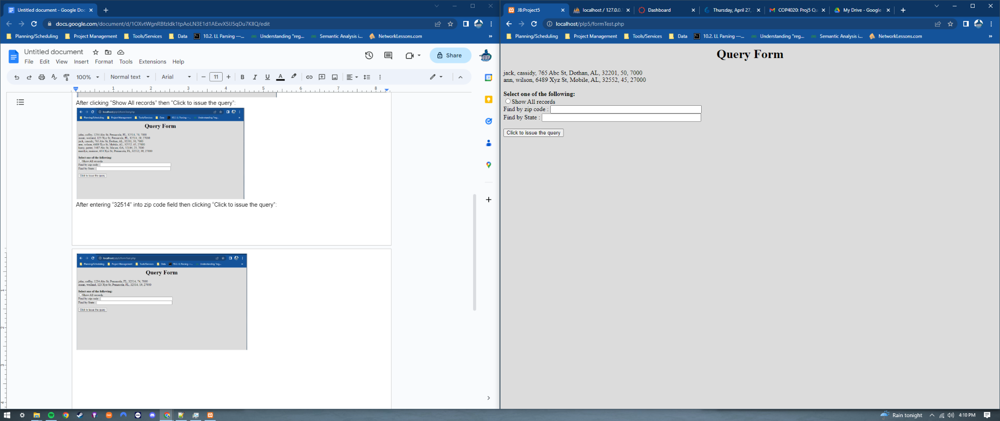 Untitled document - Google Doc
docs.google.com/document/d/1OXvtWgnRBfzIdk1tpAoLN3E1d1AExvX5IJ5qDu7KIIQ/edit
Planning/Scheduling Project Management Tools/Services Data 10.2. LL Parsing —... Understanding "reg... Semantic Analysis i... NetworkLessons.com »
Untitled document
File Edit View Insert Format Tools Extensions Help
Share
100% Normal text Arial 11 B I U A
1 2 3 4 5 6 7 8
After clicking “Show All records” then “Click to issue the query”:
localhost/plp5/formTest.php
Planning/Scheduling Project Management Tools/Services Data 10.2. LL Parsing —... Understanding "reg... »
Query Form
john, coffey, 1234 Abc St, Pensacola, FL, 32514, 74, 7000
susan, weiland, 123 Xyz St, Pensacola, FL, 32514, 19, 27000
jack, cassidy, 765 Abc St, Dothan, AL, 32201, 50, 7000
ann, wilson, 6489 Xyz St, Mobile, AL, 32552, 45, 27000
harry, potter, 3487 Abc St, Macon, GA, 32104, 23, 7000
marilyn, monroe, 654 Xyz St, Pensacola, FL, 32512, 39, 27000
Select one of the following:
Show All records
Find by zip code :
Find by State :
Click to issue the query
After entering “32514” into zip code field then clicking “Click to issue the query”:
localhost/plp5/formTest.php
Planning/Scheduling Project Management Tools/Services Data 10.2. LL Parsing —... Understanding "reg... »
Query Form
john, coffey, 1234 Abc St, Pensacola, FL, 32514, 74, 7000
susan, weiland, 123 Xyz St, Pensacola, FL, 32514, 19, 27000
Select one of the following:
Show All records
Find by zip code :
Find by State :
Click to issue the query
1
2
3
4
JB:Project5 localhost / 127.0.0. Dashboard Thursday, April 27, COP4020: Proj5 Qu My Drive - Google
localhost/plp5/formTest.php
Planning/Scheduling Project Management Tools/Services Data 10.2. LL Parsing —... Understanding "reg... Semantic Analysis i... NetworkLessons.com »
Query Form
jack, cassidy, 765 Abc St, Dothan, AL, 32201, 50, 7000
ann, wilson, 6489 Xyz St, Mobile, AL, 32552, 45, 27000
Select one of the following:
Show All records
Find by zip code :
Find by State :
Click to issue the query
Rain tonight 4:10 PM